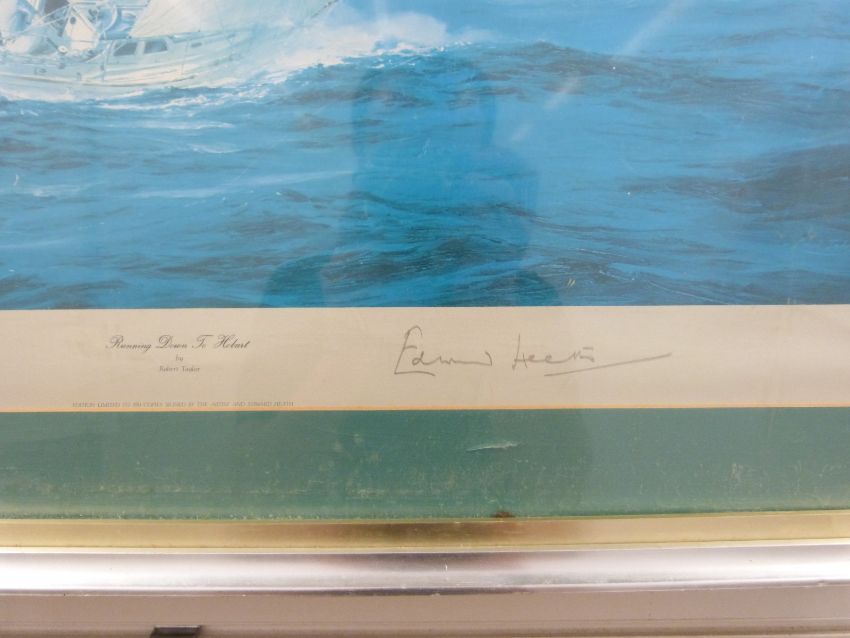 Running Down To Hobart
by
Robert Taylor
EDITION LIMITED TO COPIES SIGNED BY THE ARTIST AND EDWARD HEATH
Edward Heath